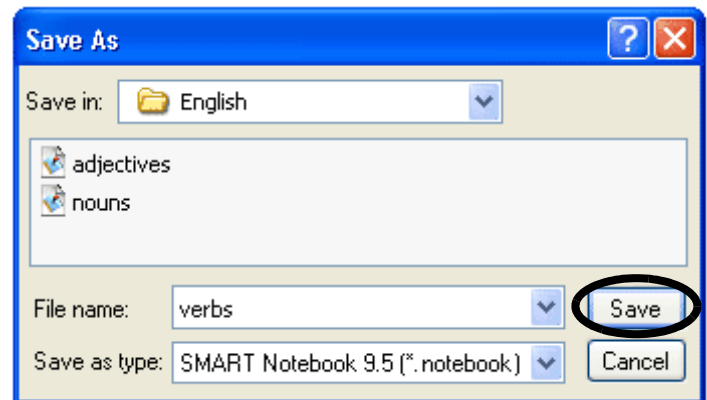 Save As
Save in: English
adjectives
nouns
File name: verbs Save
Save as type: SMART Notebook 9.5 (*.notebook) Cancel